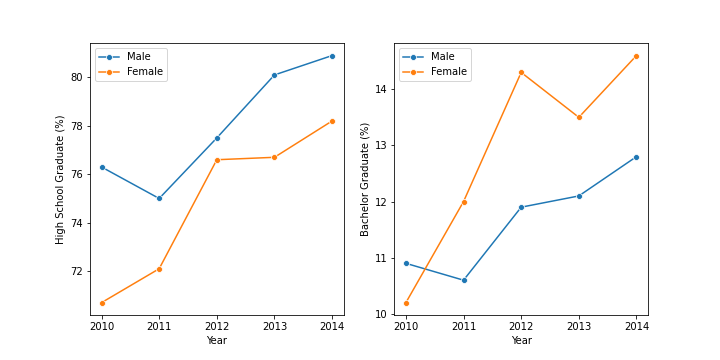 Male
Female
High School Graduate (%)
80
78
76
74
72
2010 2011 2012 2013 2014
Year
Male
Female
Bachelor Graduate (%)
14
13
12
11
10
2010 2011 2012 2013 2014
Year